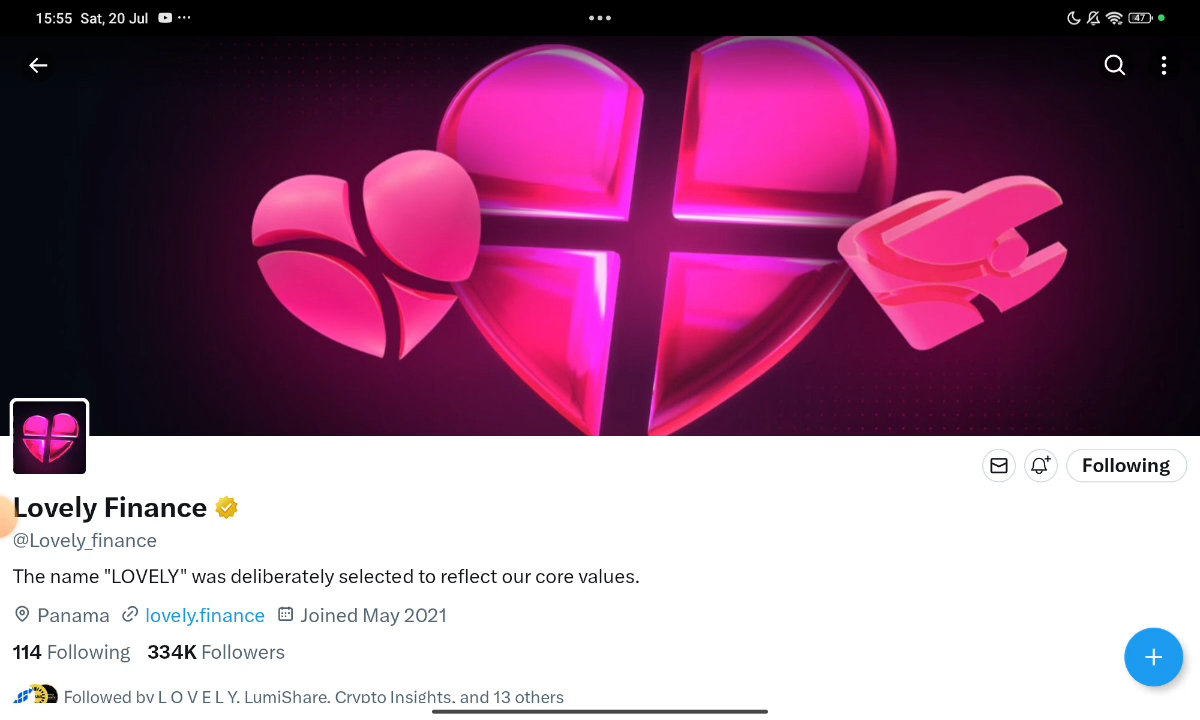 15:55 Sat, 20 Jul
47
Following
Lovely Finance
@Lovely_finance
The name "LOVELY" was deliberately selected to reflect our core values.
Panama lovely.finance Joined May 2021
114 Following 334K Followers
Followed by L O V E L Y, LumiShare, Crypto Insights, and 13 others